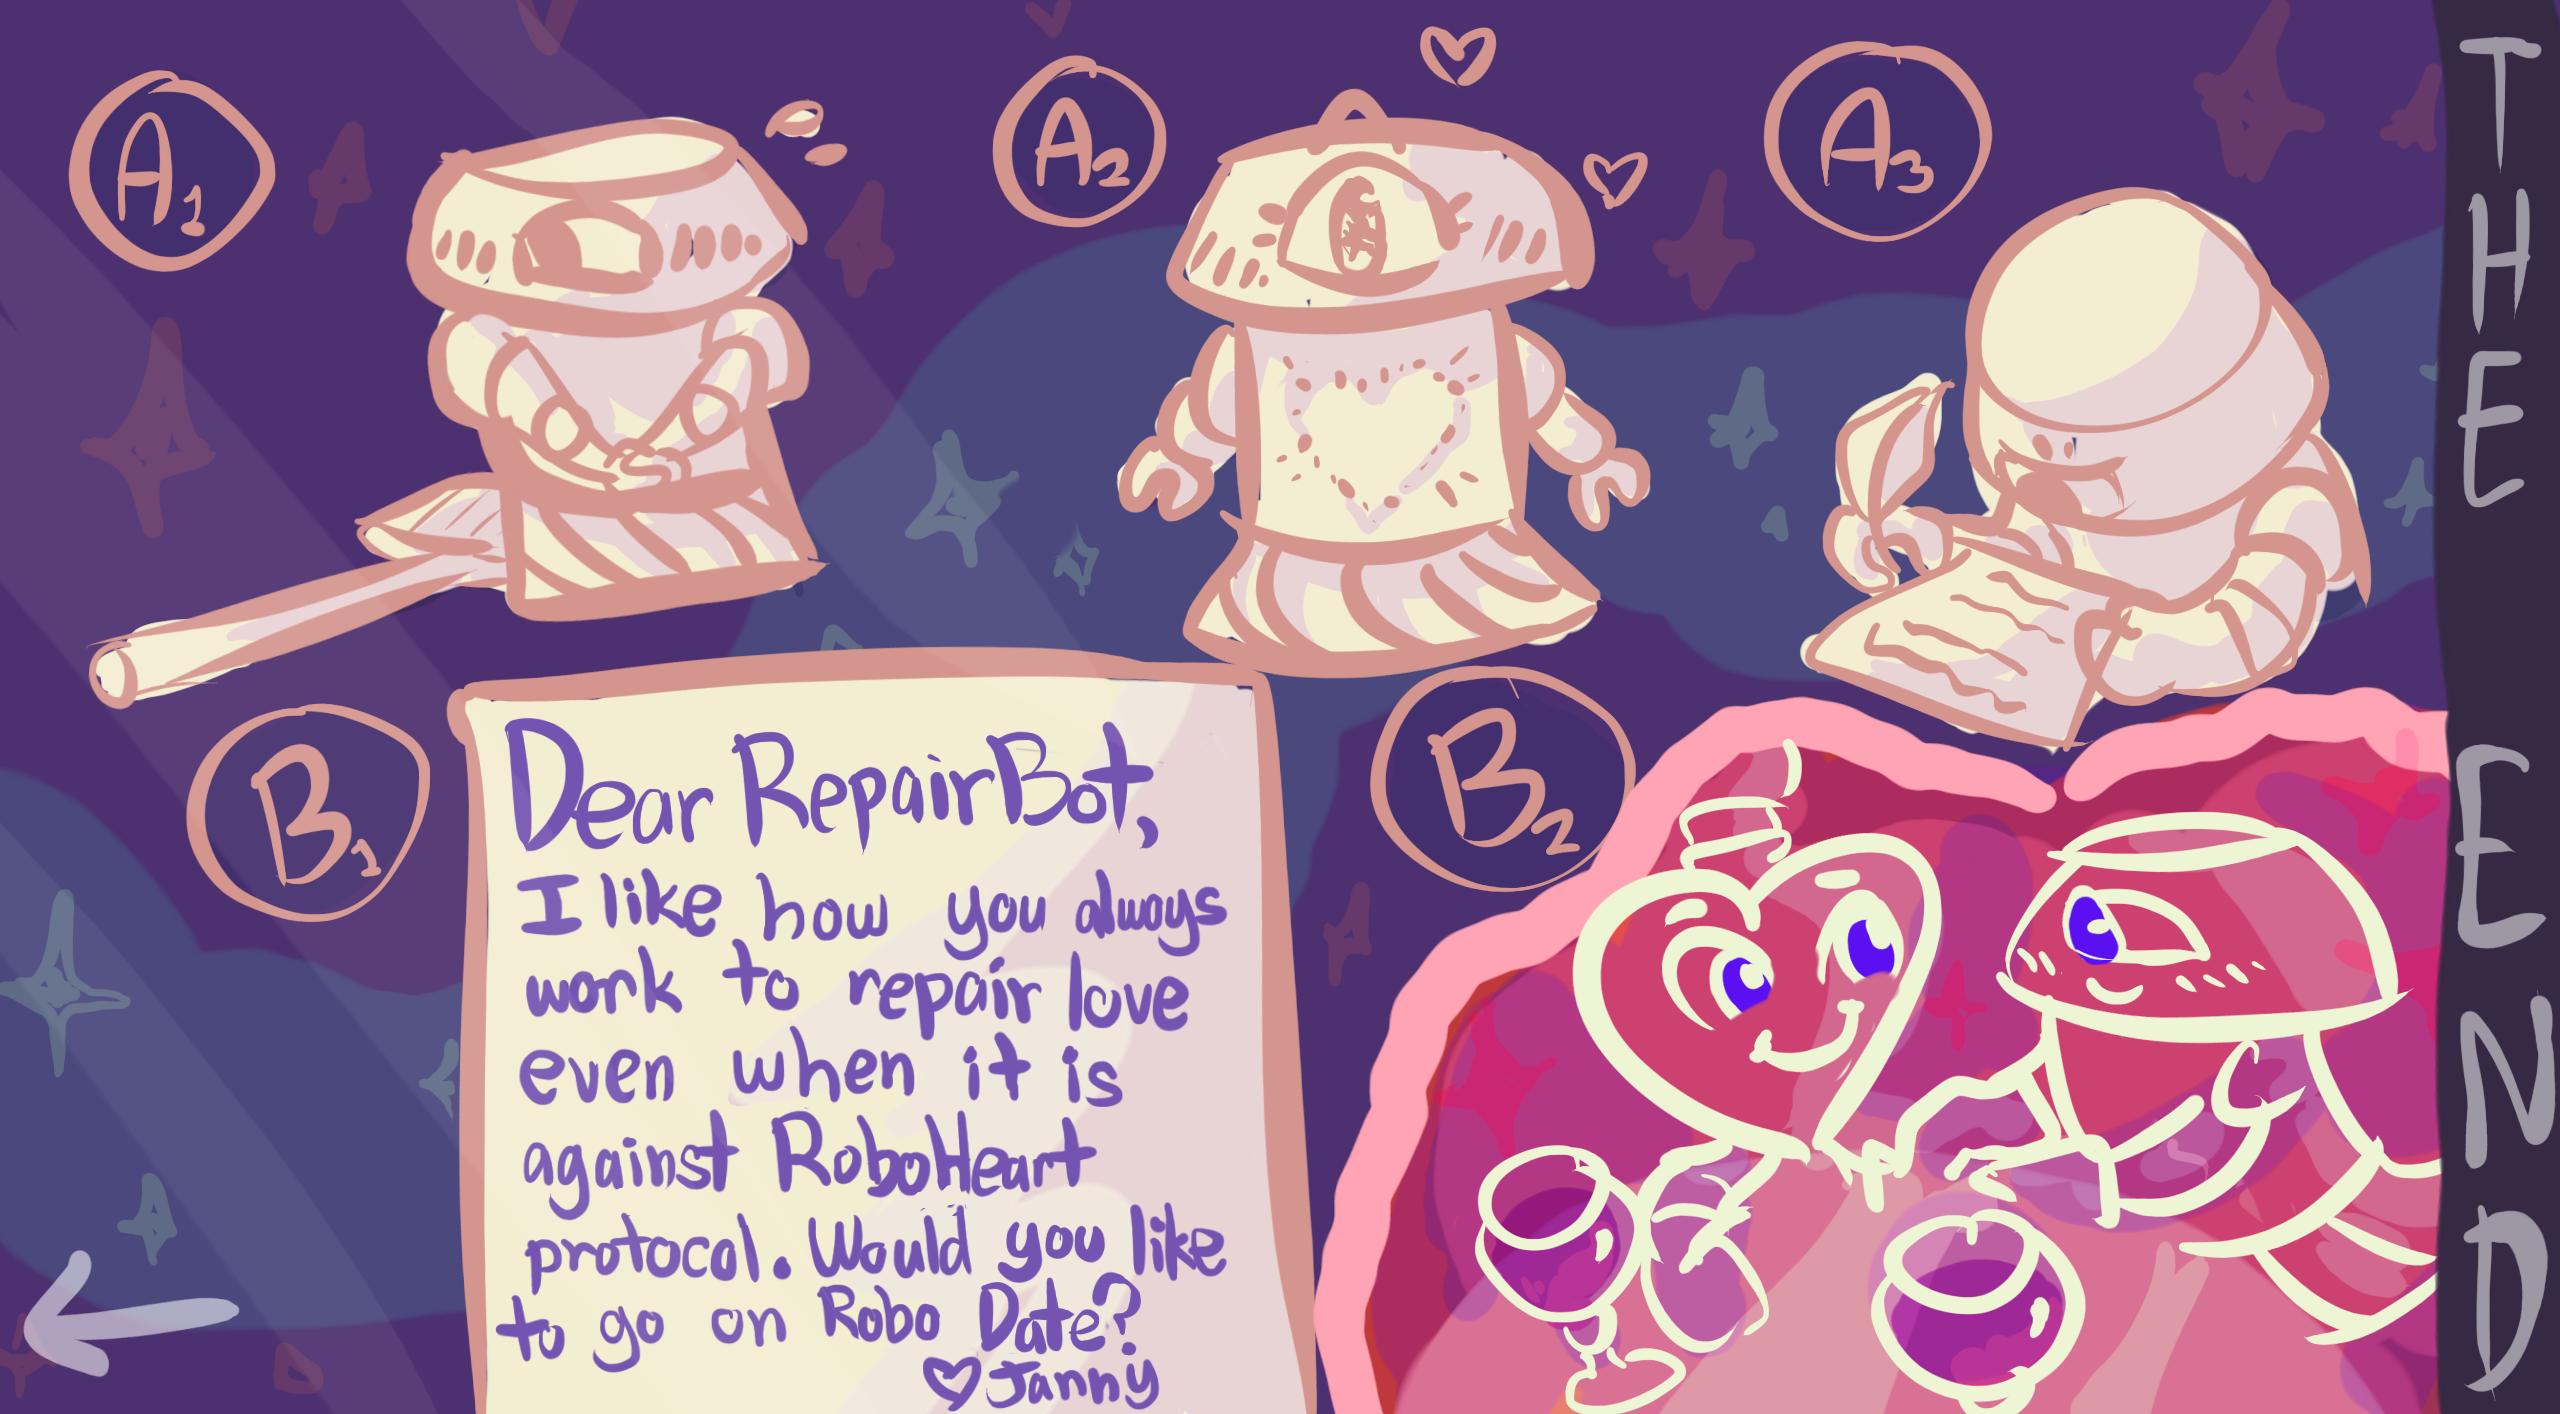 A1
A2
A3
B1
Dear RepairBot,
I like how you always
work to repair love
even when it is
against RoboHeart
protocol. Would you like
to go on Robo Date?
♡ Janny
B2
THE END